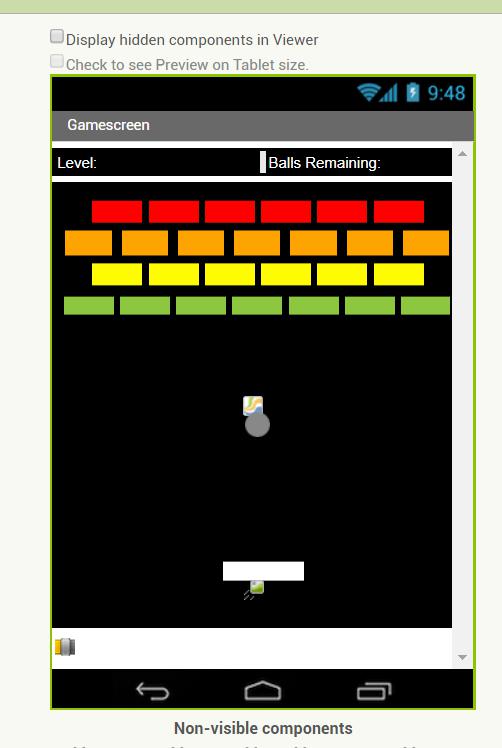 Display hidden components in Viewer
Check to see Preview on Tablet size.
9:48
Gamescreen
Level: Balls Remaining:
Non-visible components